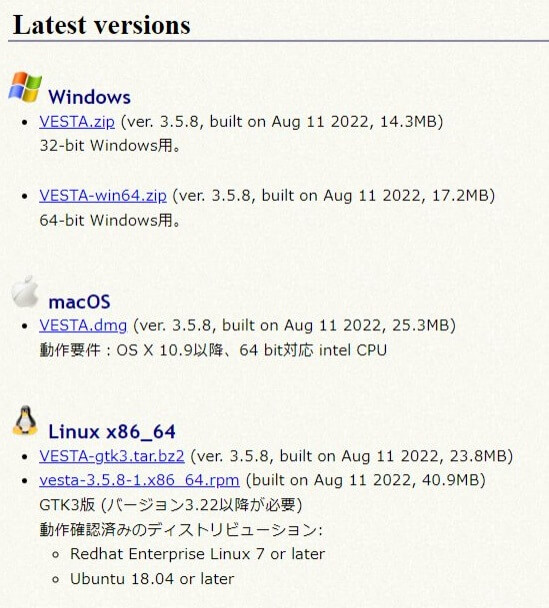 Latest versions
Windows
VESTA.zip (ver. 3.5.8, built on Aug 11 2022, 14.3MB)
32-bit Windows用。
VESTA-win64.zip (ver. 3.5.8, built on Aug 11 2022, 17.2MB)
64-bit Windows用。
macOS
VESTA.dmg (ver. 3.5.8, built on Aug 11 2022, 25.3MB)
動作要件：OS X 10.9以降、64 bit対応 intel CPU
Linux x86_64
VESTA-gtk3.tar.bz2 (ver. 3.5.8, built on Aug 11 2022, 23.8MB)
vesta-3.5.8-1.x86_64.rpm (built on Aug 11 2022, 40.9MB)
GTK3版 (バージョン3.22以降が必要)
動作確認済みのディストリビューション:
Redhat Enterprise Linux 7 or later
Ubuntu 18.04 or later